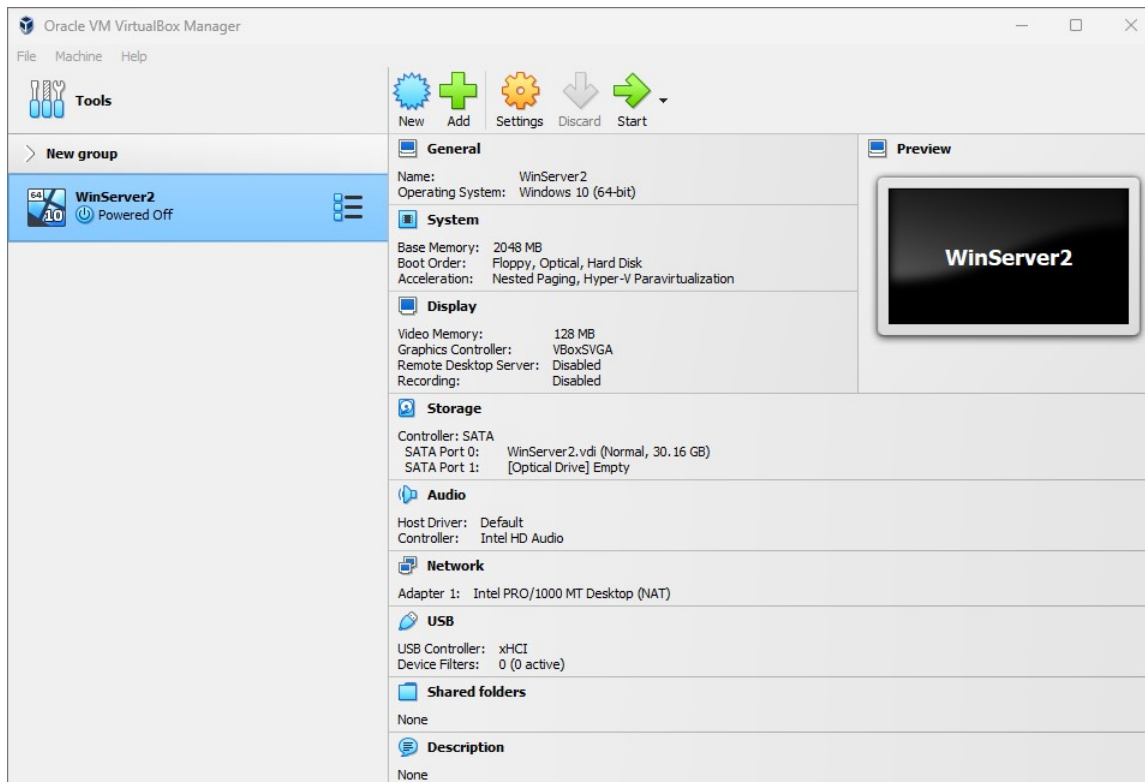 Oracle VM VirtualBox Manager
File Machine Help
Tools
New Add Settings Discard Start
New group
64
10
WinServer2
Powered Off
General
Name: WinServer2
Operating System: Windows 10 (64-bit)
System
Base Memory: 2048 MB
Boot Order: Floppy, Optical, Hard Disk
Acceleration: Nested Paging, Hyper-V Paravirtualization
Display
Video Memory: 128 MB
Graphics Controller: VBoxSVGA
Remote Desktop Server: Disabled
Recording: Disabled
Storage
Controller: SATA
SATA Port 0: WinServer2.vdi (Normal, 30.16 GB)
SATA Port 1: [Optical Drive] Empty
Audio
Host Driver: Default
Controller: Intel HD Audio
Network
Adapter 1: Intel PRO/1000 MT Desktop (NAT)
USB
USB Controller: xHCI
Device Filters: 0 (0 active)
Shared folders
None
Description
None
Preview
WinServer2